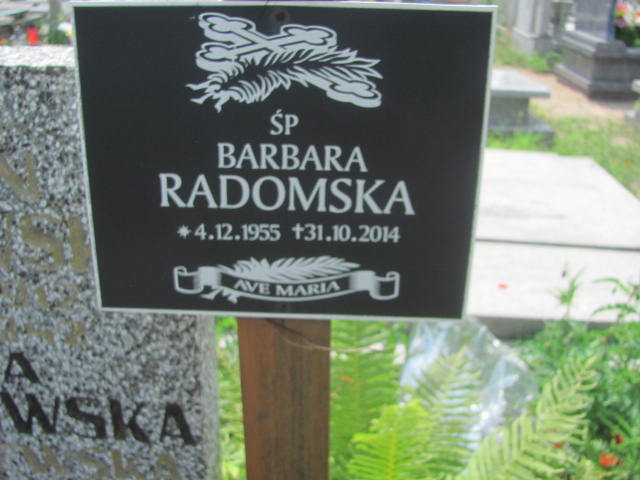 ŚP
BARBARA
RADOMSKA
*4.12.1955 †31.10.2014
AVE MARIA
A
WSKA